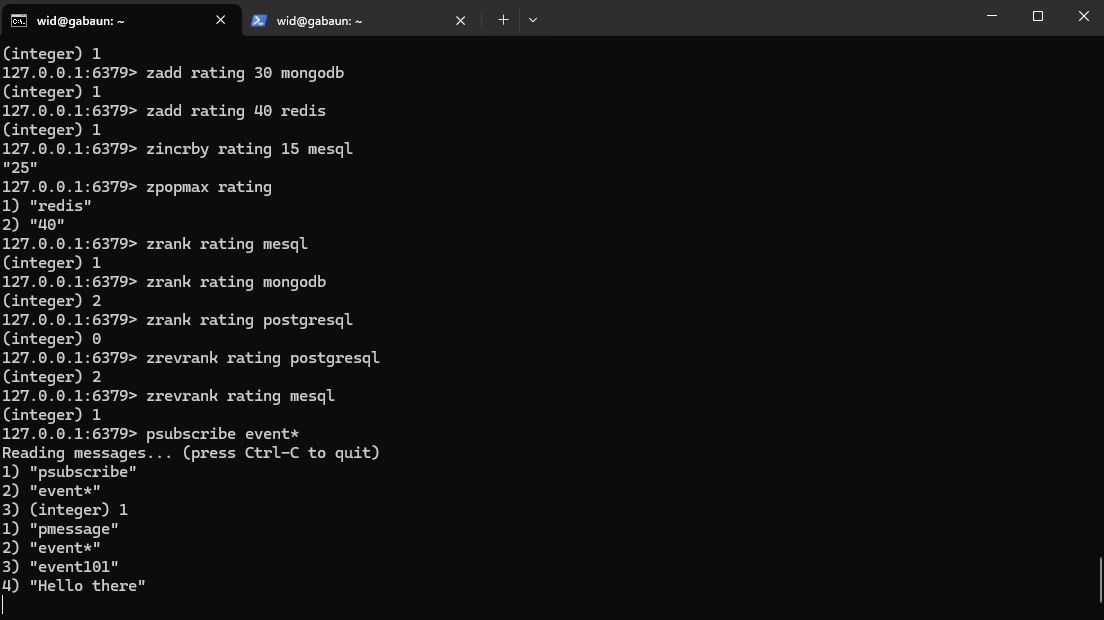 wid@gabaun: ~
wid@gabaun: ~
(integer) 1
127.0.0.1:6379> zadd rating 30 mongodb
(integer) 1
127.0.0.1:6379> zadd rating 40 redis
(integer) 1
127.0.0.1:6379> zincrby rating 15 mesql
"25"
127.0.0.1:6379> zpopmax rating
1) "redis"
2) "40"
127.0.0.1:6379> zrank rating mesql
(integer) 1
127.0.0.1:6379> zrank rating mongodb
(integer) 2
127.0.0.1:6379> zrank rating postgresql
(integer) 0
127.0.0.1:6379> zrevrank rating postgresql
(integer) 2
127.0.0.1:6379> zrevrank rating mesql
(integer) 1
127.0.0.1:6379> psubscribe event*
Reading messages... (press Ctrl-C to quit)
1) "psubscribe"
2) "event*"
3) (integer) 1
1) "pmessage"
2) "event*"
3) "event101"
4) "Hello there"